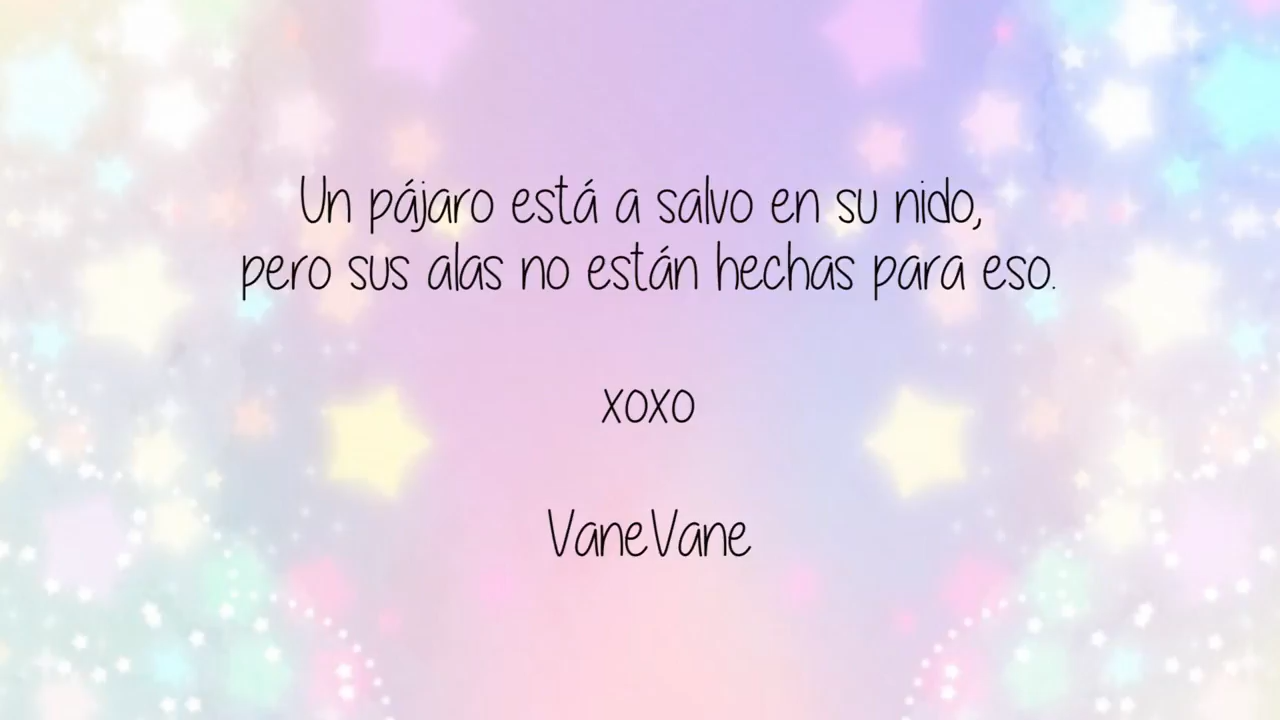 Un pájaro está a salvo en su nido,
pero sus alas no están hechas para eso.
xoxo
VaneVane